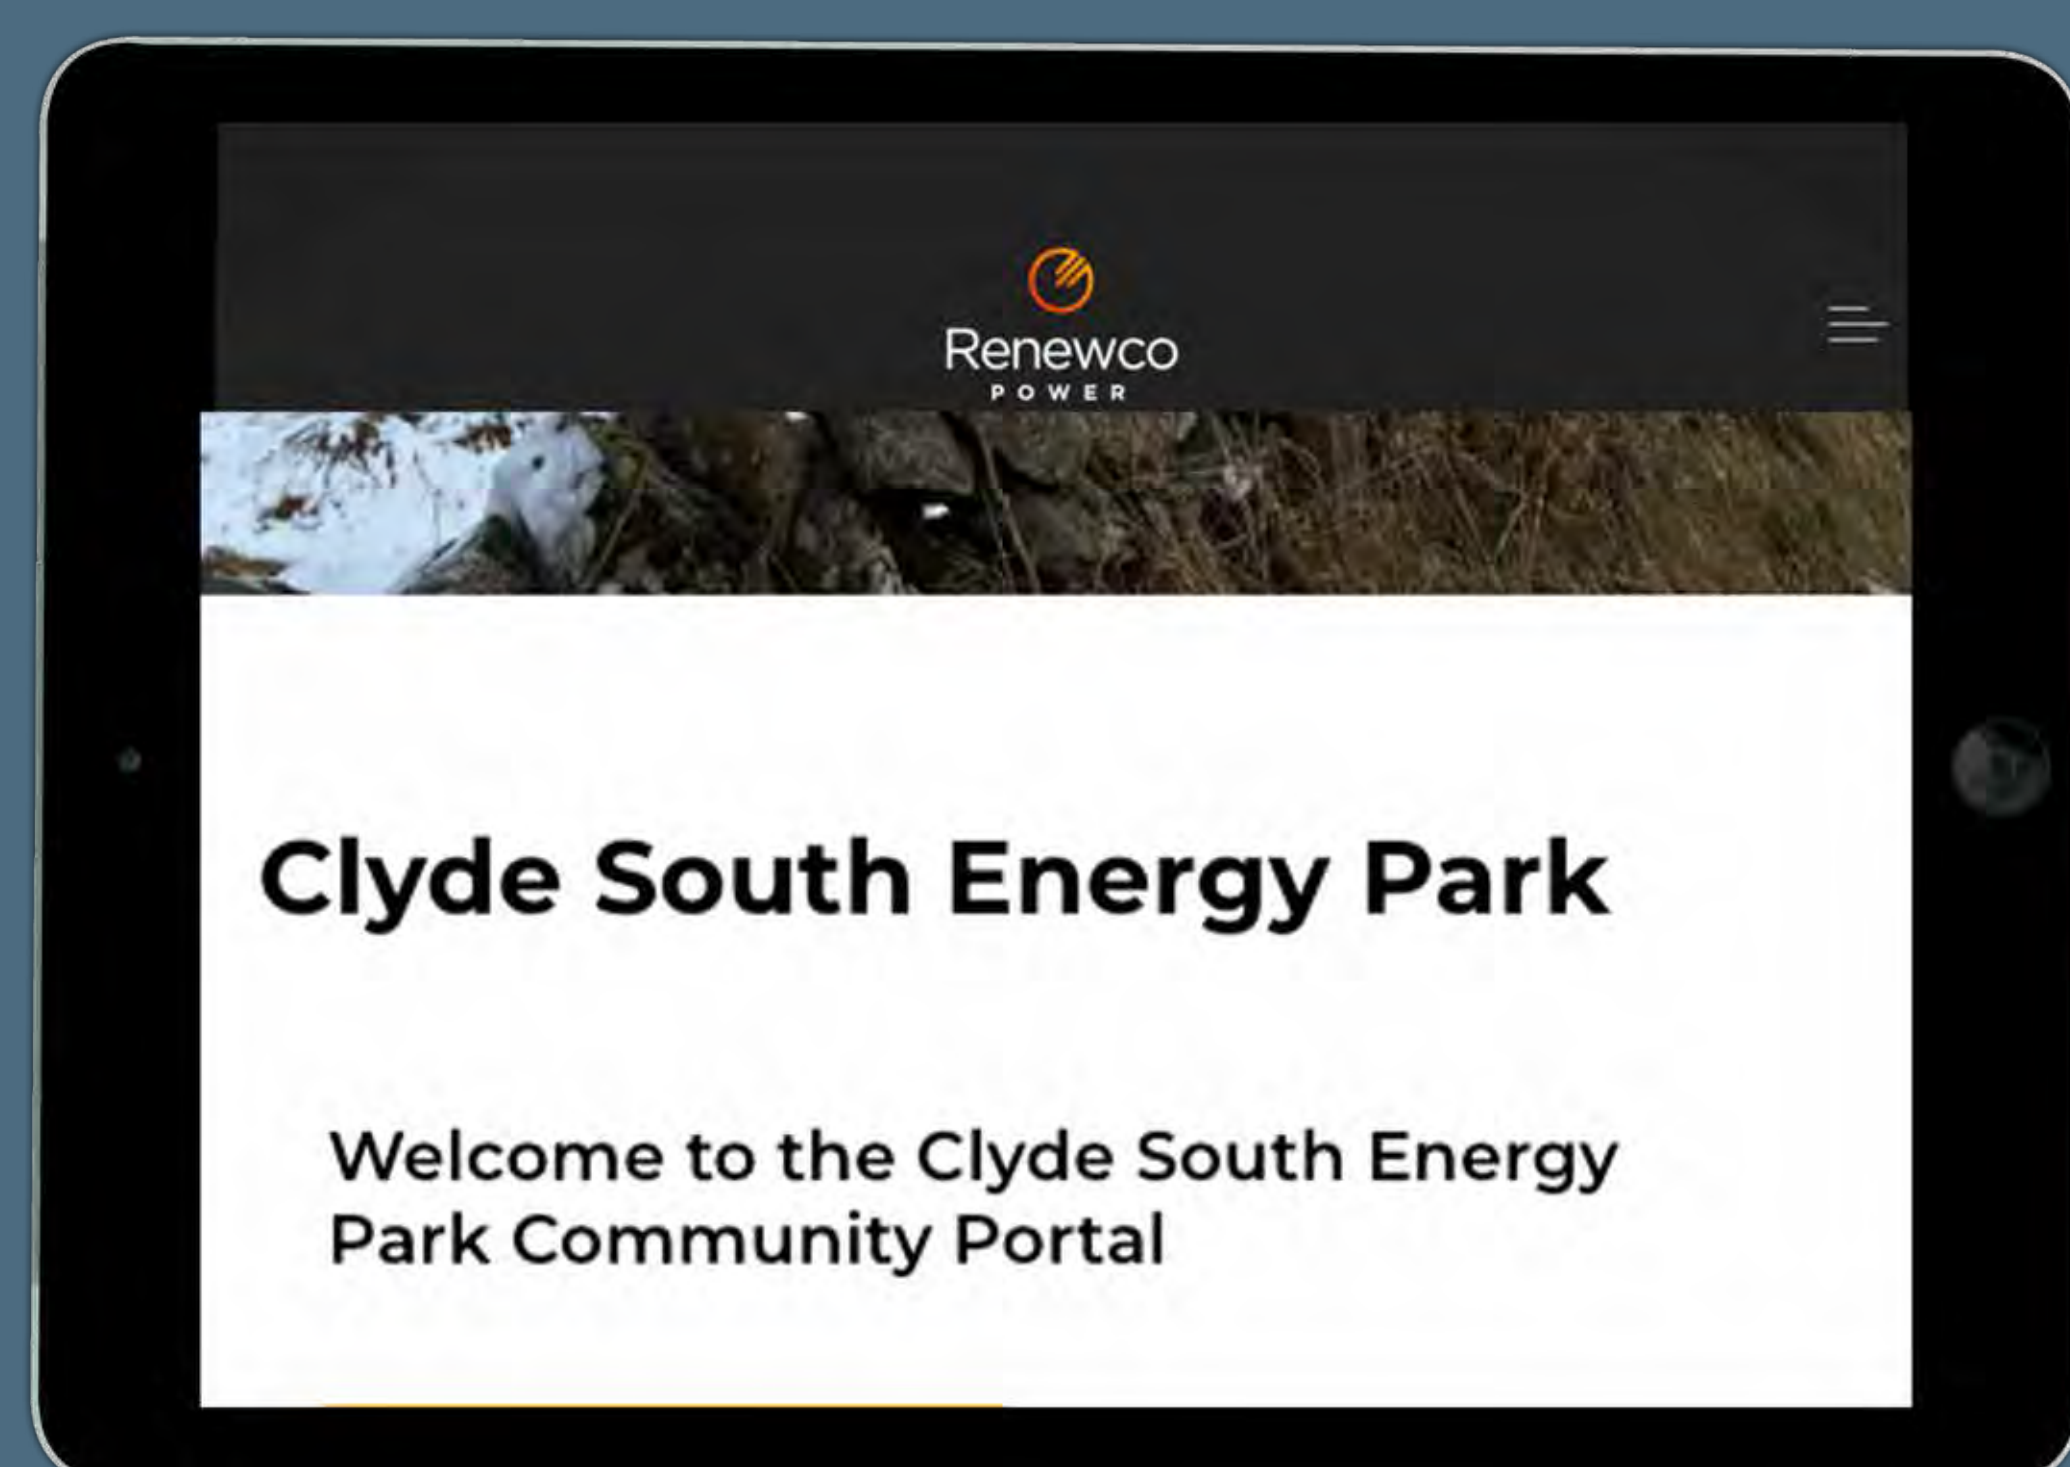 Renewco
POWER
Clyde South Energy Park
Welcome to the Clyde South Energy
Park Community Portal